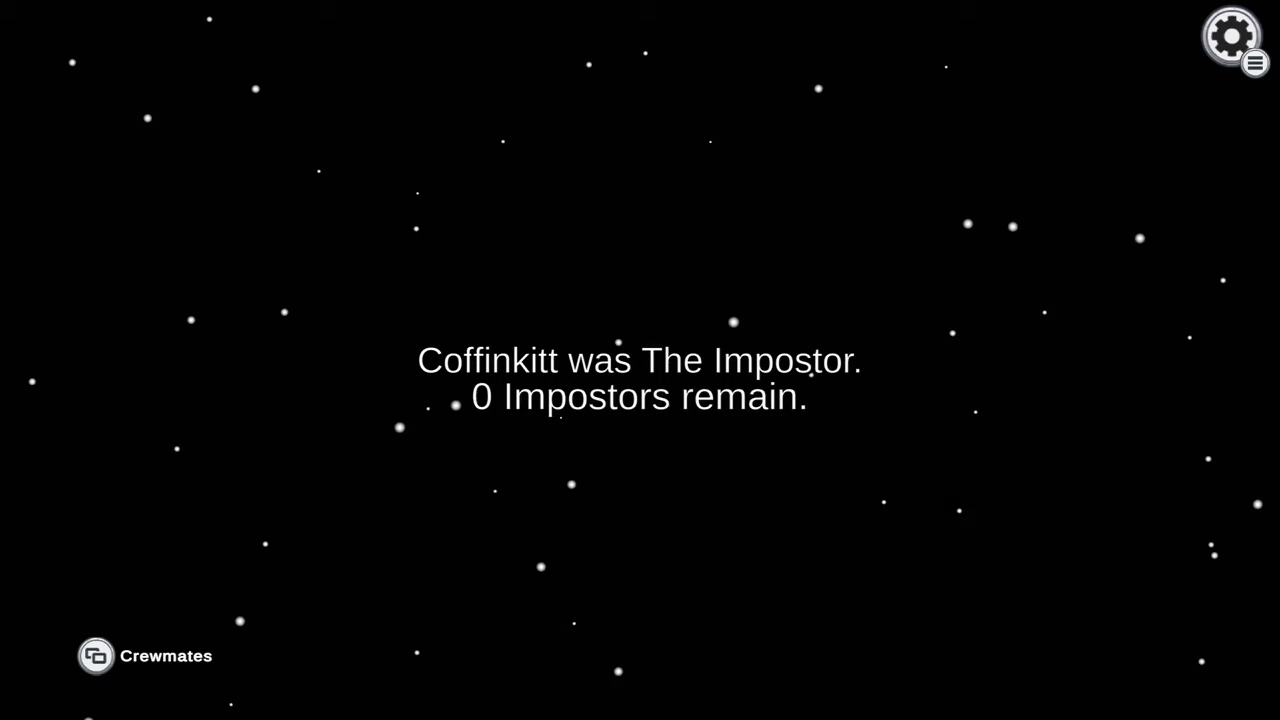 Coffinkitt was The Impostor.
0 Impostors remain.
Crewmates